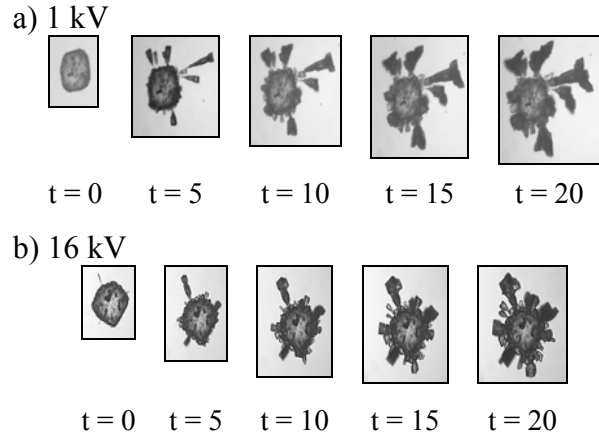 a) 1 kV
t = 0 t = 5 t = 10 t = 15 t = 20
b) 16 kV
t = 0 t = 5 t = 10 t = 15 t = 20